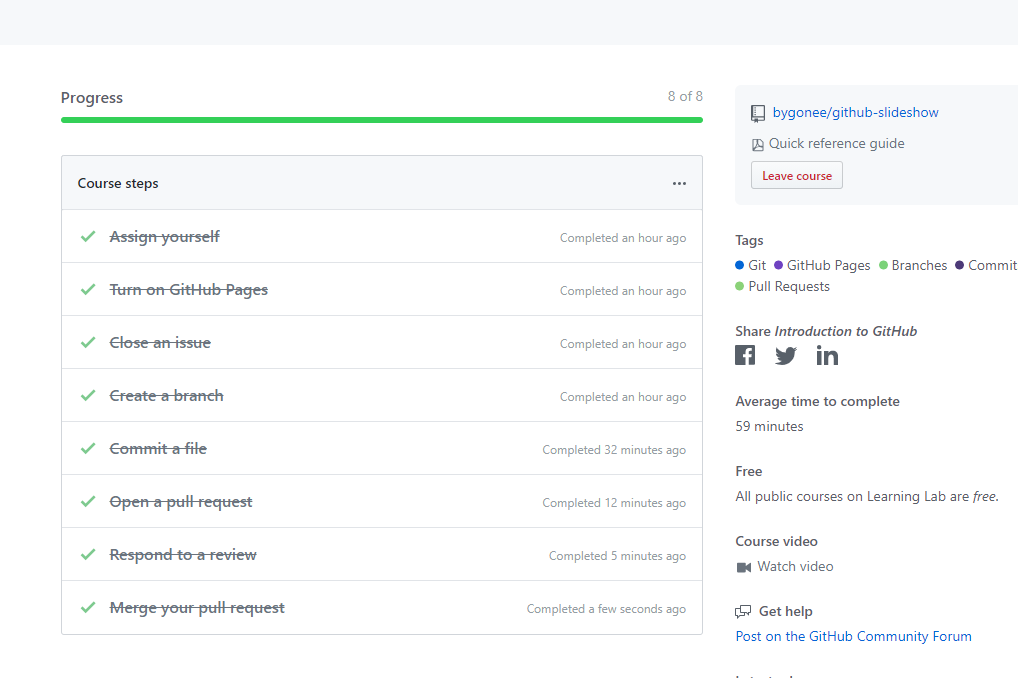 Progress
8 of 8
Course steps
Assign yourself
Completed an hour ago
Turn on GitHub Pages
Completed an hour ago
Close an issue
Completed an hour ago
Create a branch
Completed an hour ago
Commit a file
Completed 32 minutes ago
Open a pull request
Completed 12 minutes ago
Respond to a review
Completed 5 minutes ago
Merge your pull request
Completed a few seconds ago
bygonee/github-slideshow
Quick reference guide
Leave course
Tags
Git GitHub Pages Branches Commit
Pull Requests
Share Introduction to GitHub
Average time to complete
59 minutes
Free
All public courses on Learning Lab are free.
Course video
Watch video
Get help
Post on the GitHub Community Forum